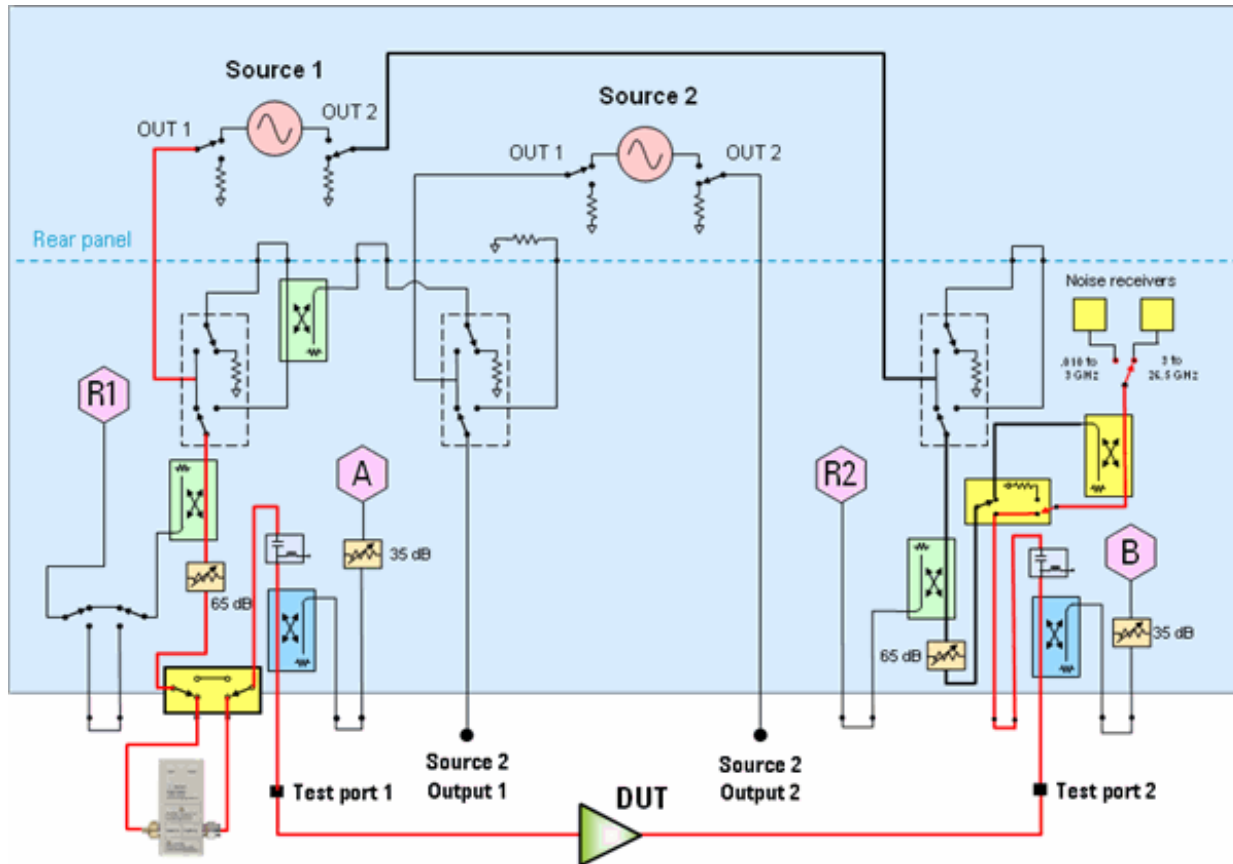 Source 1
OUT 1
OUT 2
Source 2
OUT 1
OUT 2
Rear panel
Noise receivers
.010 to
3 GHz
3 to
26.5 GHz
R1
A
R2
B
35 dB
65 dB
65 dB
35 dB
Source 2
Output 1
Source 2
Output 2
Test port 1
DUT
Test port 2